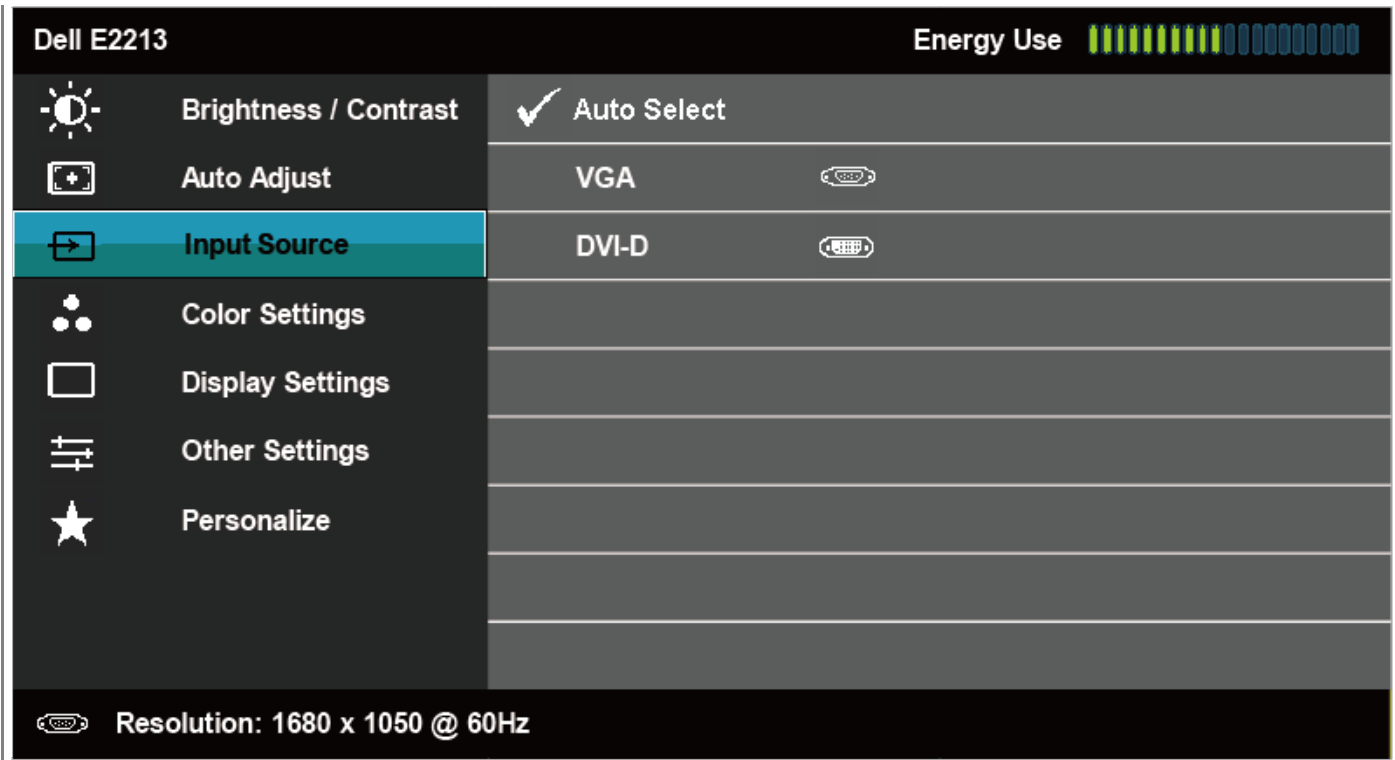 Dell E2213 Energy Use
Brightness / Contrast
Auto Select
Auto Adjust
VGA
Input Source
DVI-D
Color Settings
Display Settings
Other Settings
Personalize
Resolution: 1680 x 1050 @ 60Hz